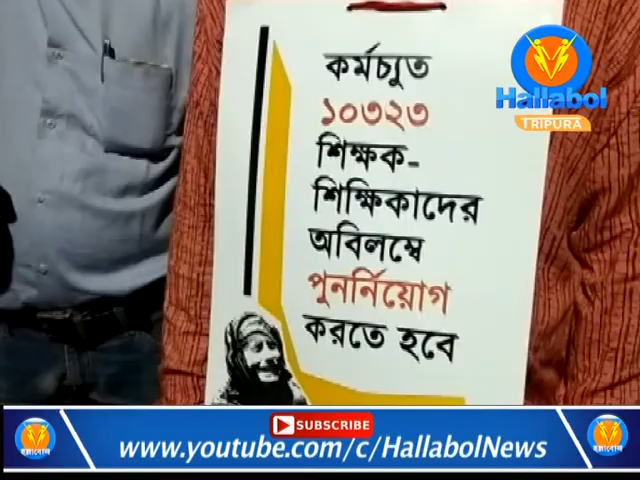 কর্মচ্যুত
১০৩২৩
শিক্ষক-
শিক্ষিকাদের
অবিলম্বে
পুনর্নিয়োগ
করতে হবে
Hallabol
TRIPURA
SUBSCRIBE
www.youtube.com/c/HallabolNews
হাল্লাবোল
হাল্লাবোল